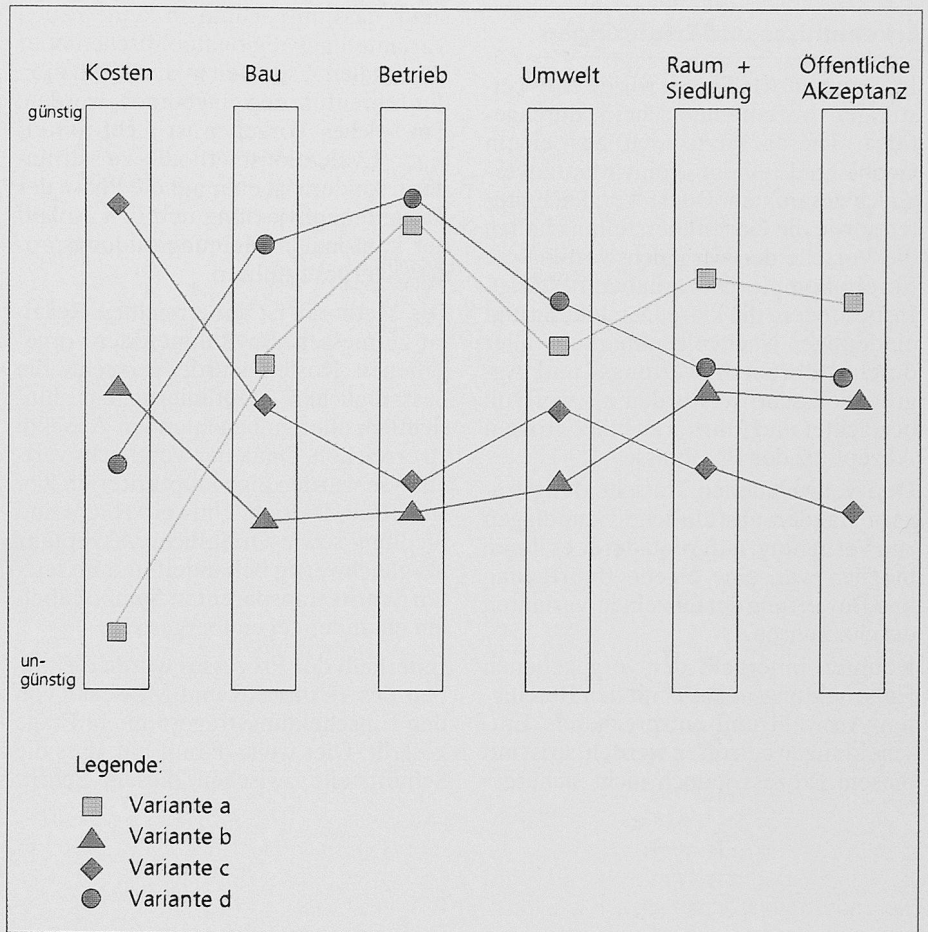 Kosten
Bau
Betrieb
Umwelt
Raum +
Siedlung
Öffentliche
Akzeptanz
günstig
un-
günstig
Legende:
Variante a
Variante b
Variante c
Variante d